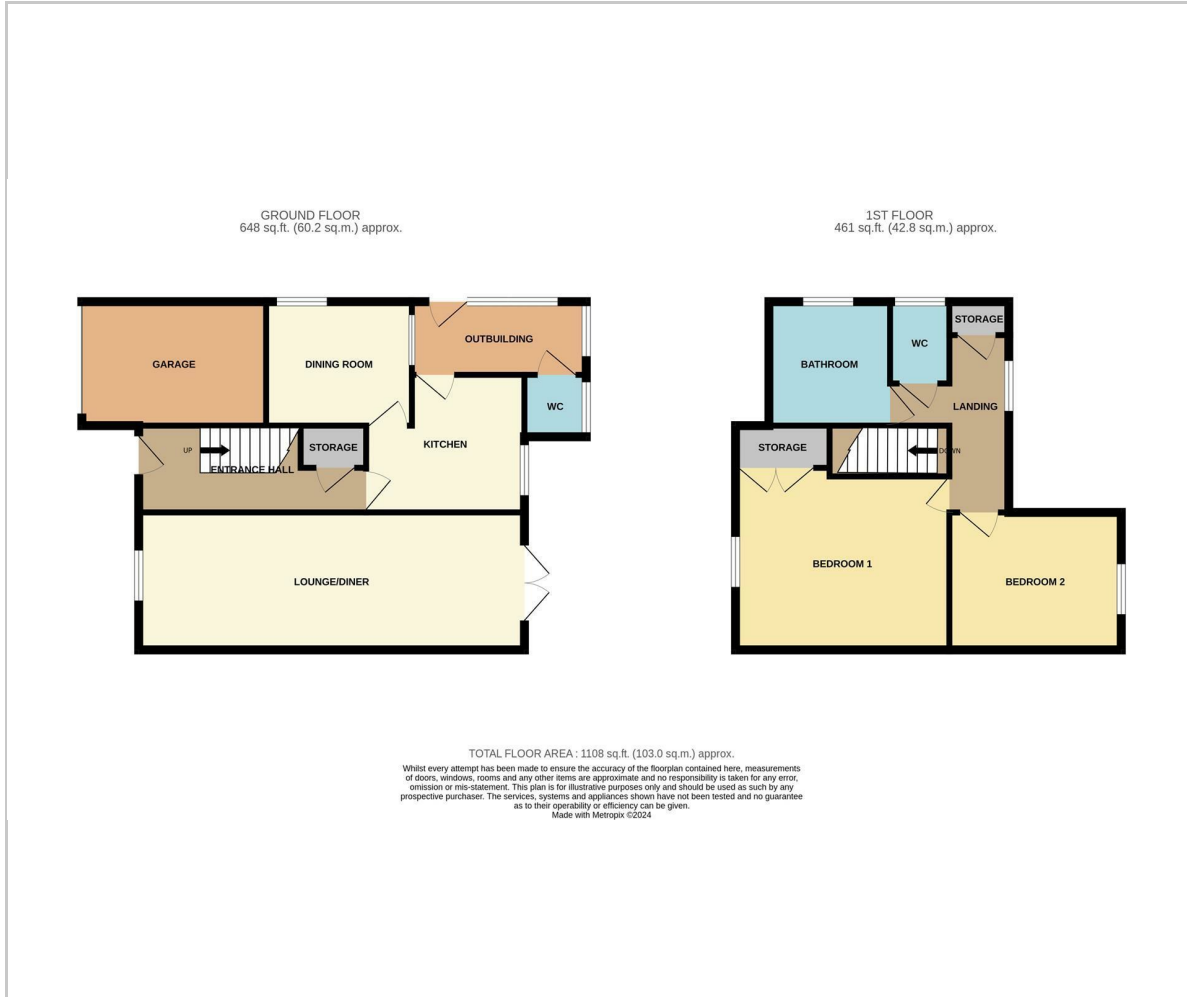 GROUND FLOOR
648 sq.ft. (60.2 sq.m.) approx.
GARAGE
DINING ROOM
OUTBUILDING
WC
KITCHEN
STORAGE
UP
ENTRANCE HALL
LOUNGE/DINER
1ST FLOOR
461 sq.ft. (42.8 sq.m.) approx.
STORAGE
WC
BATHROOM
LANDING
STORAGE
DOWN
BEDROOM 1
BEDROOM 2
TOTAL FLOOR AREA : 1108 sq.ft. (103.0 sq.m.) approx.
Whilst every attempt has been made to ensure the accuracy of the floorplan contained here, measurements
of doors, windows, rooms and any other items are approximate and no responsibility is taken for any error,
omission or mis-statement. This plan is for illustrative purposes only and should be used as such by any
prospective purchaser. The services, systems and appliances shown have not been tested and no guarantee
as to their operability or efficiency can be given.
Made with Metropix ©2024